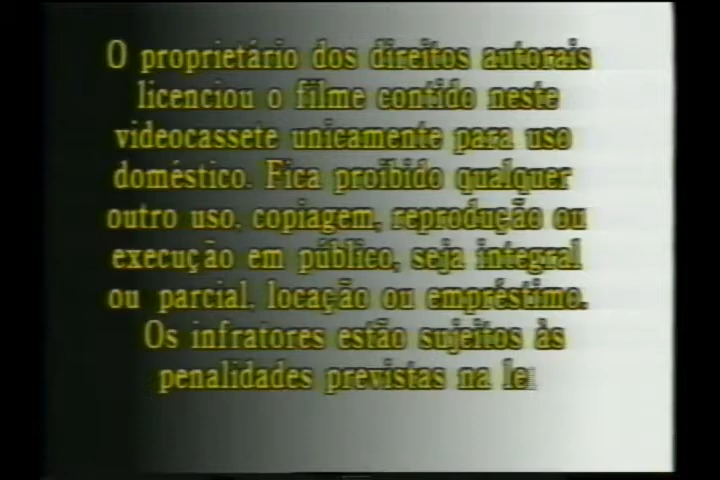 O proprietário dos direitos autorais
licenciou o filme contido neste
videocassete unicamente para uso
doméstico. Fica proibido qualquer
outro uso, copiagem, reprodução ou
execução em público, seja integral
ou parcial, locação ou empréstimo.
Os infratores estão sujeitos às
penalidades previstas na lei